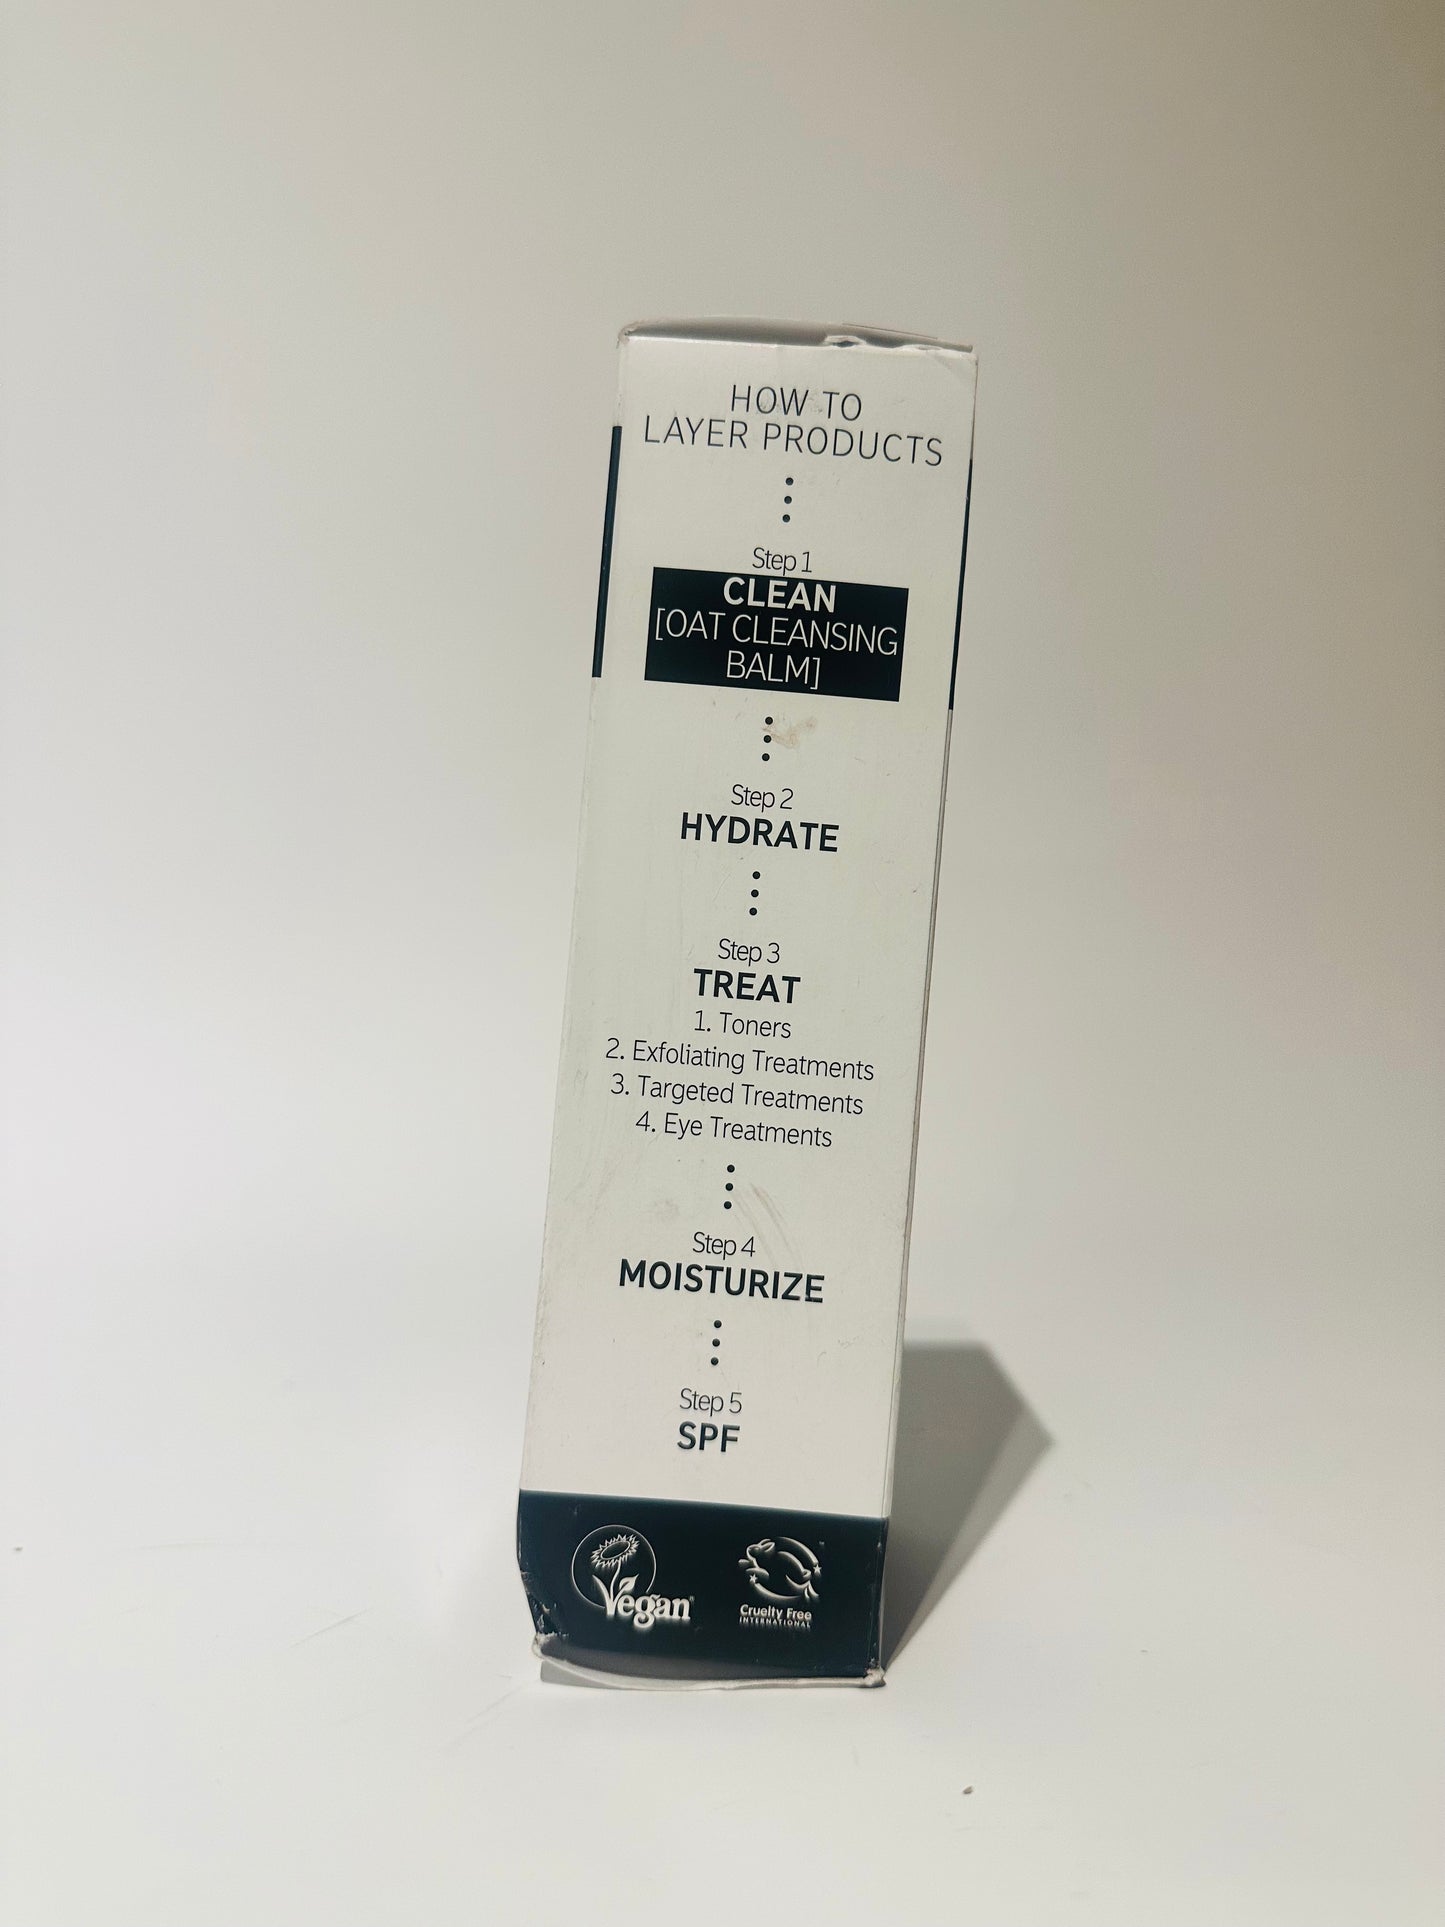 HOW TO
LAYER PRODUCTS
Step 1
CLEAN
[OAT CLEANSING
BALM]
Step 2
HYDRATE
Step 3
TREAT
1. Toners
2. Exfoliating Treatments
3. Targeted Treatments
4. Eye Treatments
Step 4
MOISTURIZE
Step 5
SPF
Vegan
Cruelty Free
INTERNATIONAL